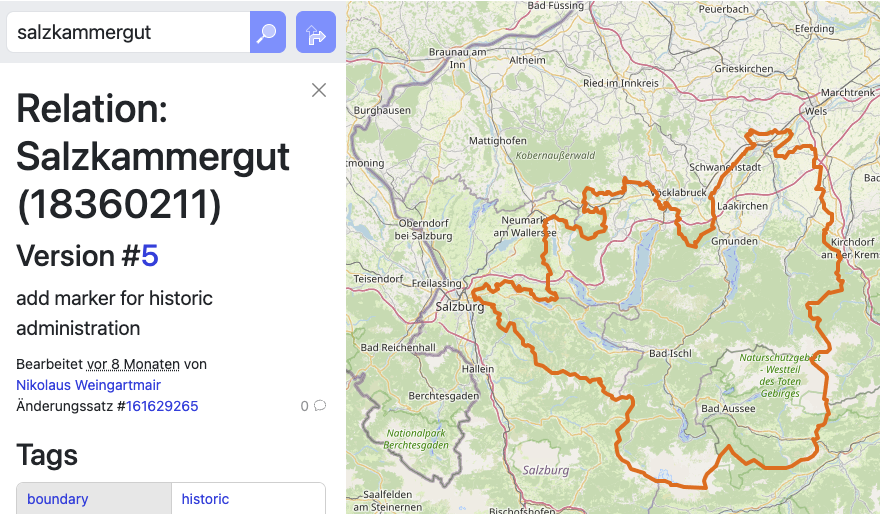 salzkammergut
Relation:
Salzkammergut
(18360211)
Version #5
add marker for historic
administration
Bearbeitet vor 8 Monaten von
Nikolaus Weingartmair
Änderungssatz #161629265
0
Tags
boundary
historic
Bad Füssing
Peuerbach
Eferding
Braunau am
Inn
Altheim
Grieskirchen
Ried im Innkreis
Marchtrenk
Wels
Burghausen
Mattighofen
Kobernaußerwald
tmoning
Schwanenstadt
Bad
Vöcklabruck
Laakirchen
Oberndorf
bei Salzburg
Neumark
am Wallersee
Gmunden
Kirchdorf
an der Krems
Teisendorf
Freilassing
Salzburg
Bad Reichenhall
Hallein
Bad Ischl
Naturschutzgebiet
- Westteil
des Toten
Gebirges
Berchtesgaden
Bad Aussee
Nationalpark
Berchtesgaden
Salzburg
Saalfelden
am Steinernen
Bischofshofen